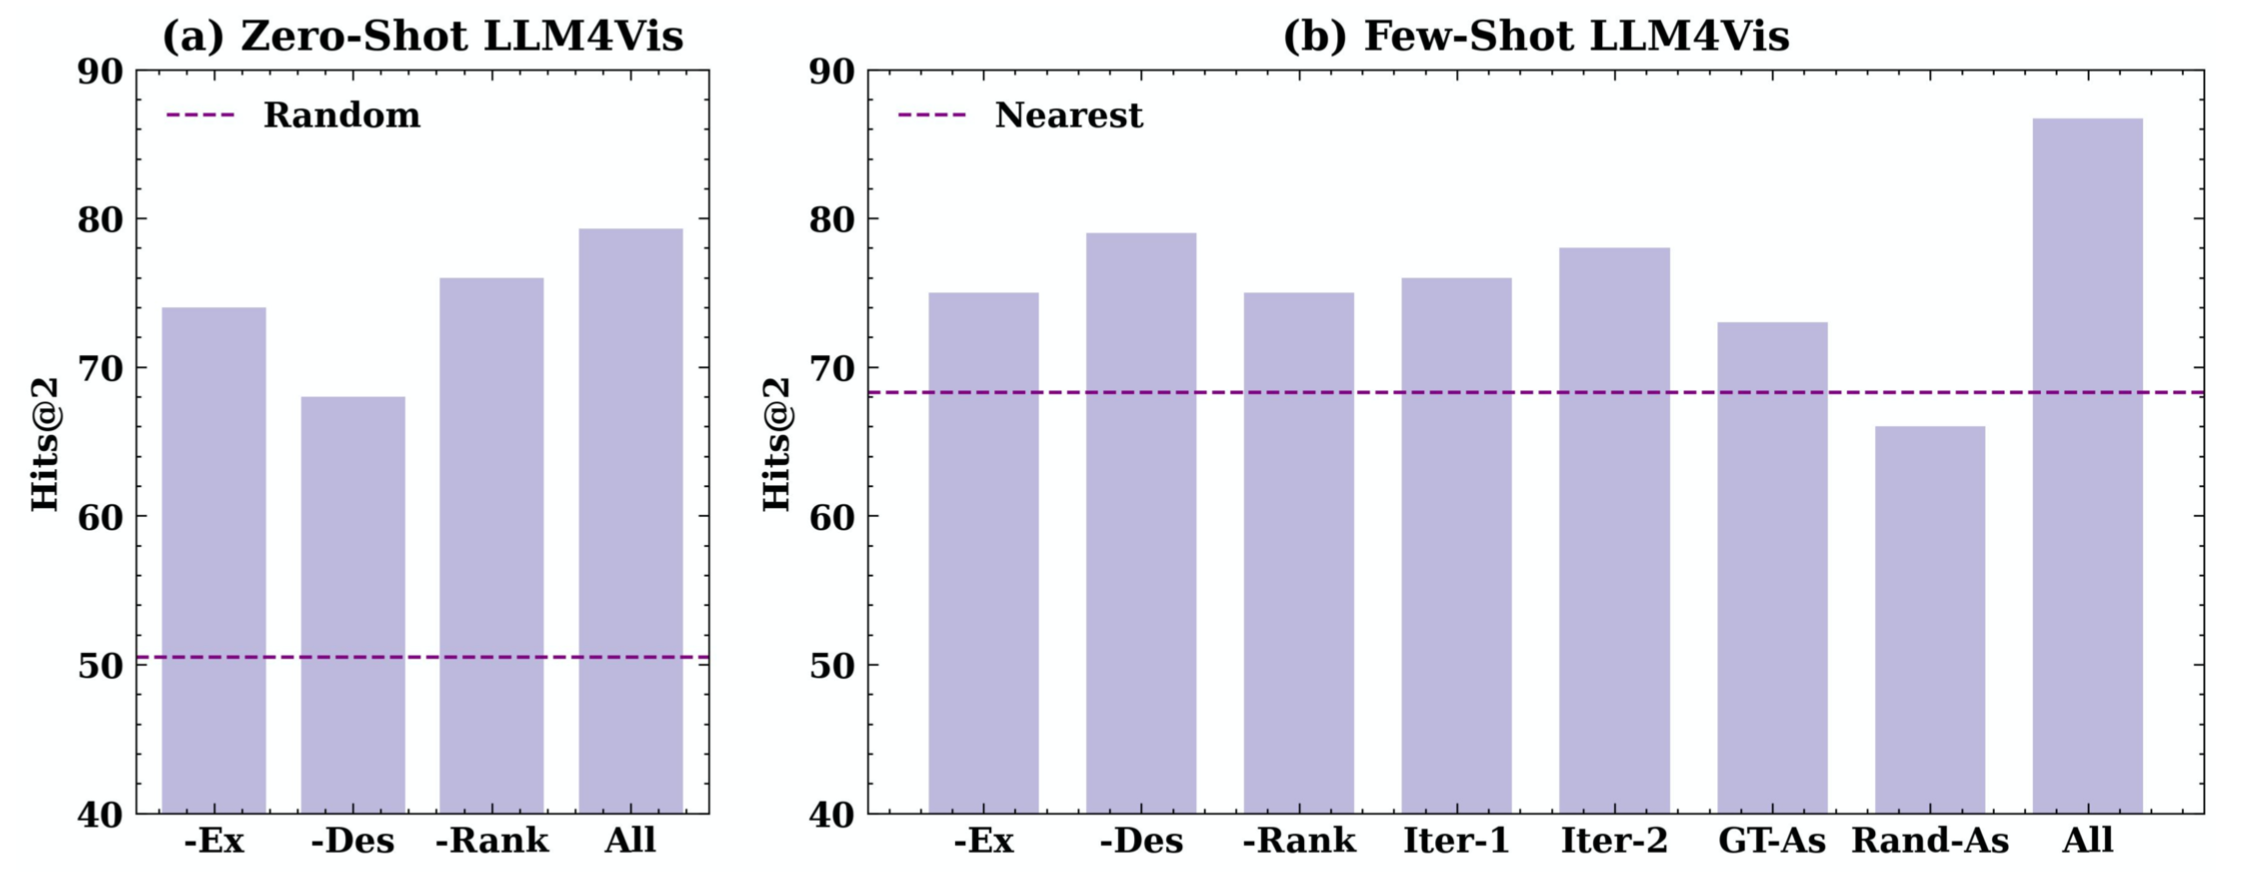 (a) Zero-Shot LLM4Vis
Random
90
80
70
60
50
40
Hits@2
-Ex -Des -Rank All
(b) Few-Shot LLM4Vis
Nearest
90
80
70
60
50
40
Hits@2
-Ex -Des -Rank Iter-1 Iter-2 GT-As Rand-As All